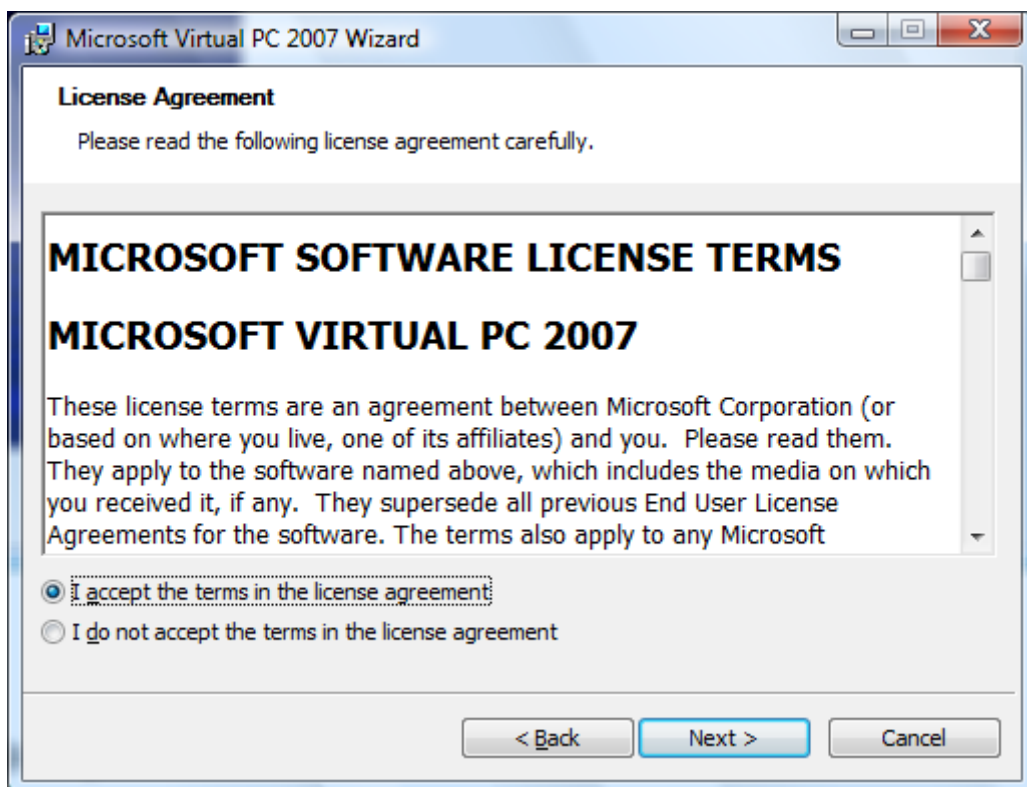 Microsoft Virtual PC 2007 Wizard
License Agreement
Please read the following license agreement carefully.
MICROSOFT SOFTWARE LICENSE TERMS
MICROSOFT VIRTUAL PC 2007
These license terms are an agreement between Microsoft Corporation (or
based on where you live, one of its affiliates) and you.  Please read them.
They apply to the software named above, which includes the media on which
you received it, if any.  They supersede all previous End User License
Agreements for the software. The terms also apply to any Microsoft
I accept the terms in the license agreement
I do not accept the terms in the license agreement
< Back Next > Cancel